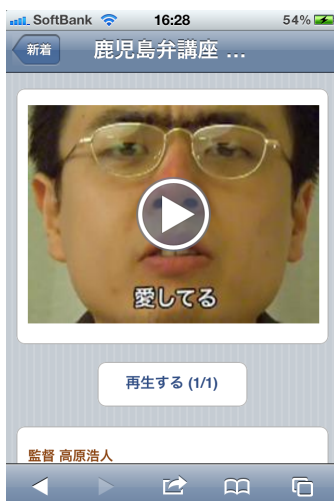 SoftBank 16:28 54%
新着 鹿児島弁講座 ...
愛してる
再生する (1/1)
監督 高原浩人